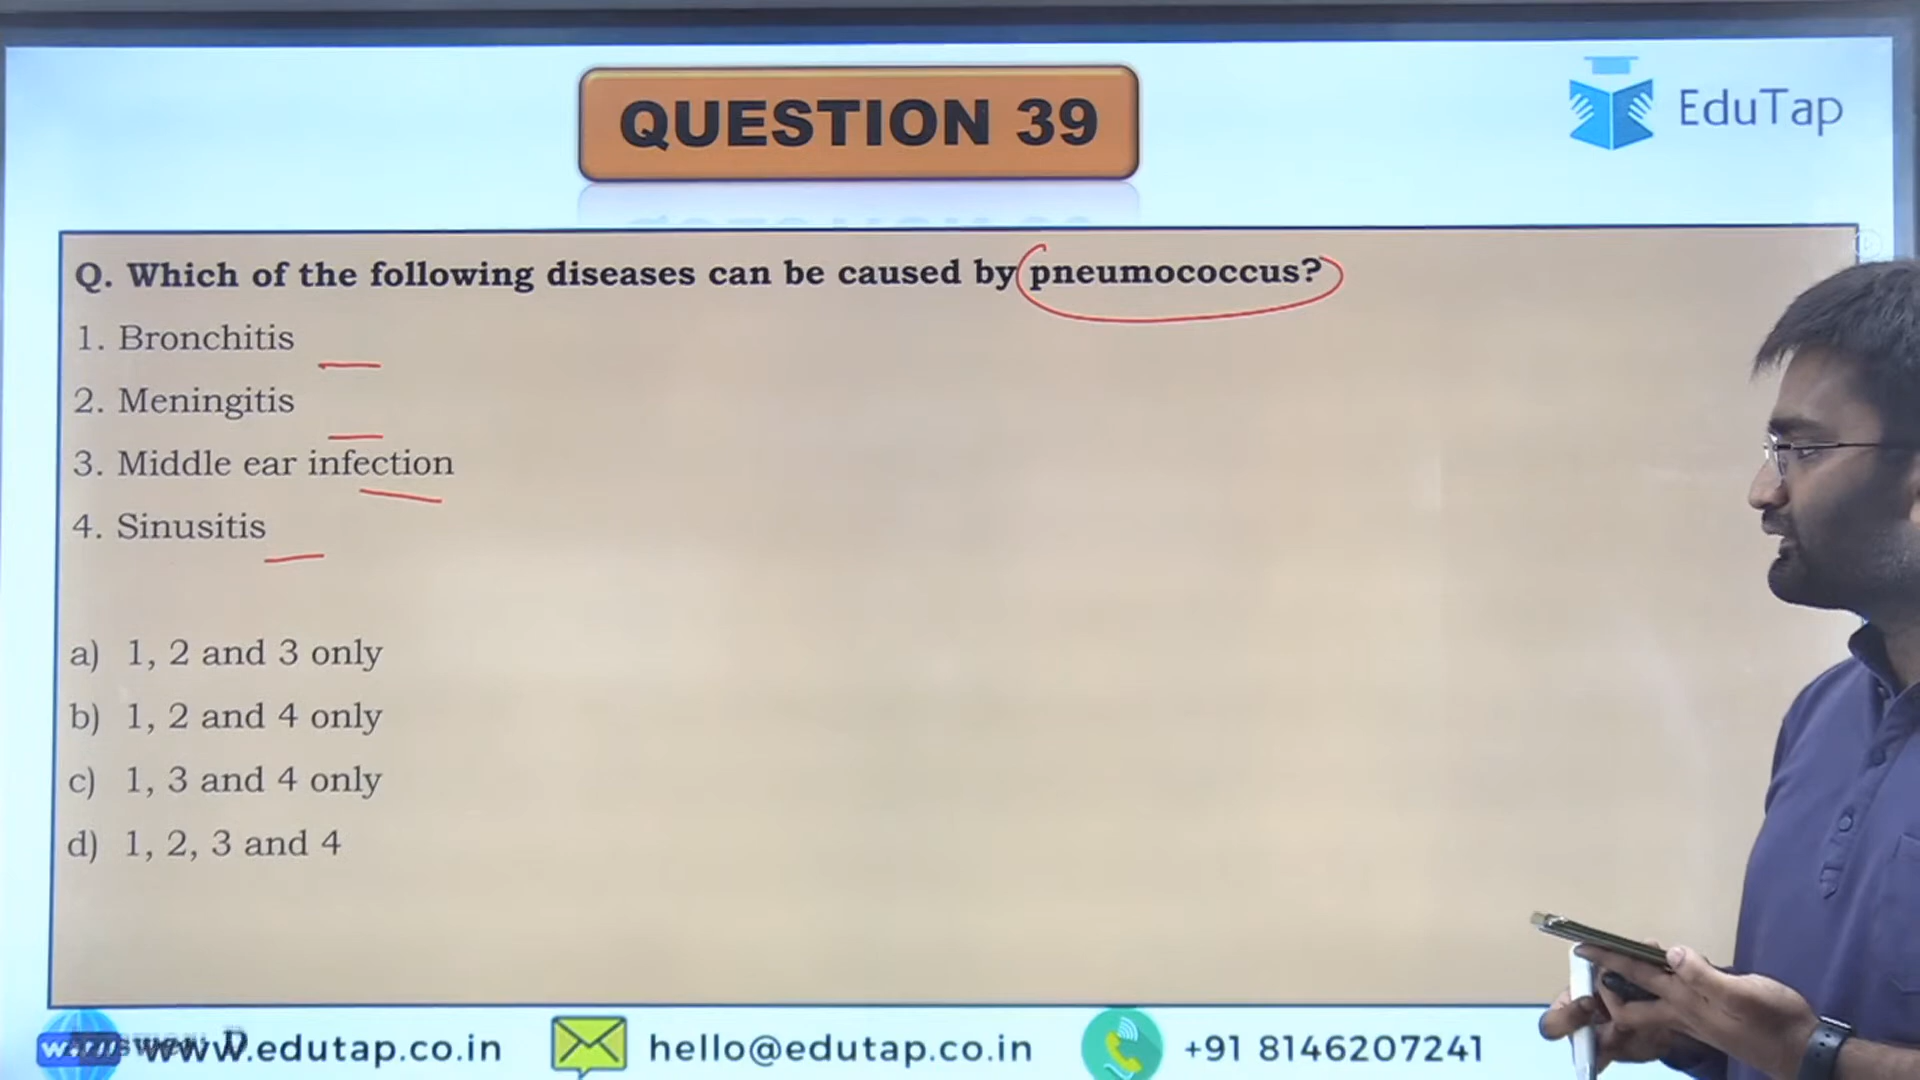 QUESTION 39
EduTap
Q. Which of the following diseases can be caused by pneumococcus?
1. Bronchitis
2. Meningitis
3. Middle ear infection
4. Sinusitis
a) 1, 2 and 3 only
b) 1, 2 and 4 only
c) 1, 3 and 4 only
d) 1, 2, 3 and 4
www.edutap.co.in
hello@edutap.co.in
+91 8146207241